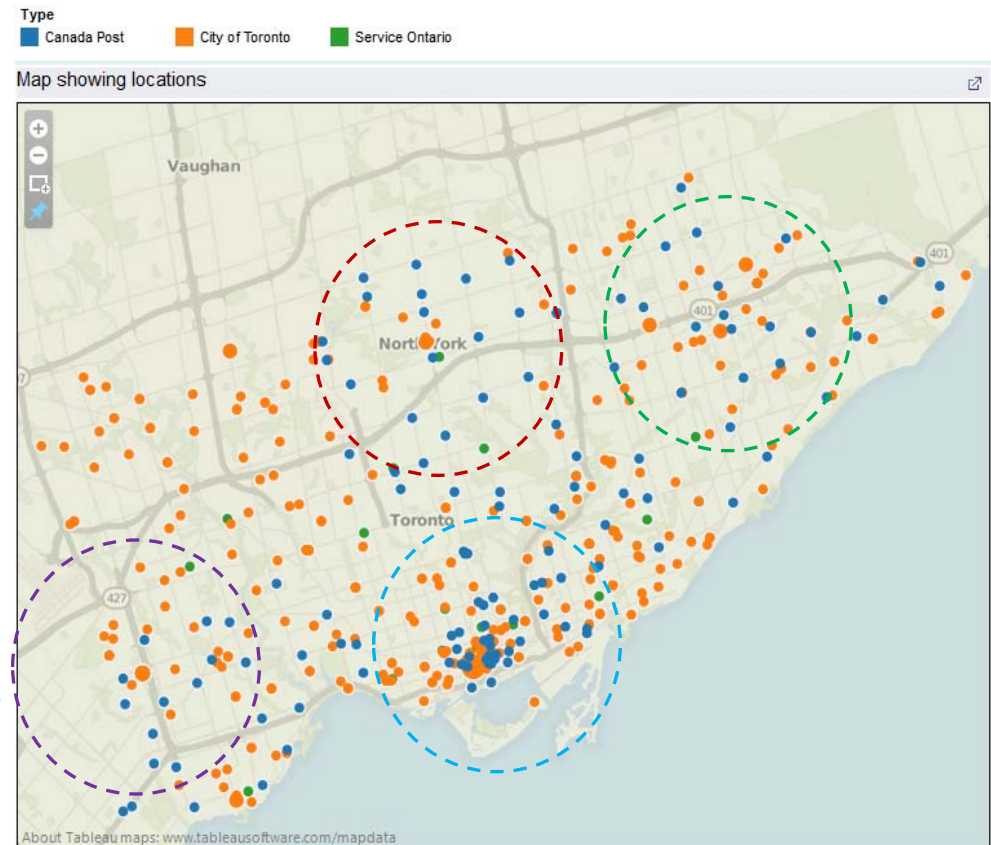 Type
Canada Post
City of Toronto
Service Ontario
Map showing locations
Vaughan
401
401
North York
Toronto
427
About Tableau maps: www.tableausoftware.com/mapdata